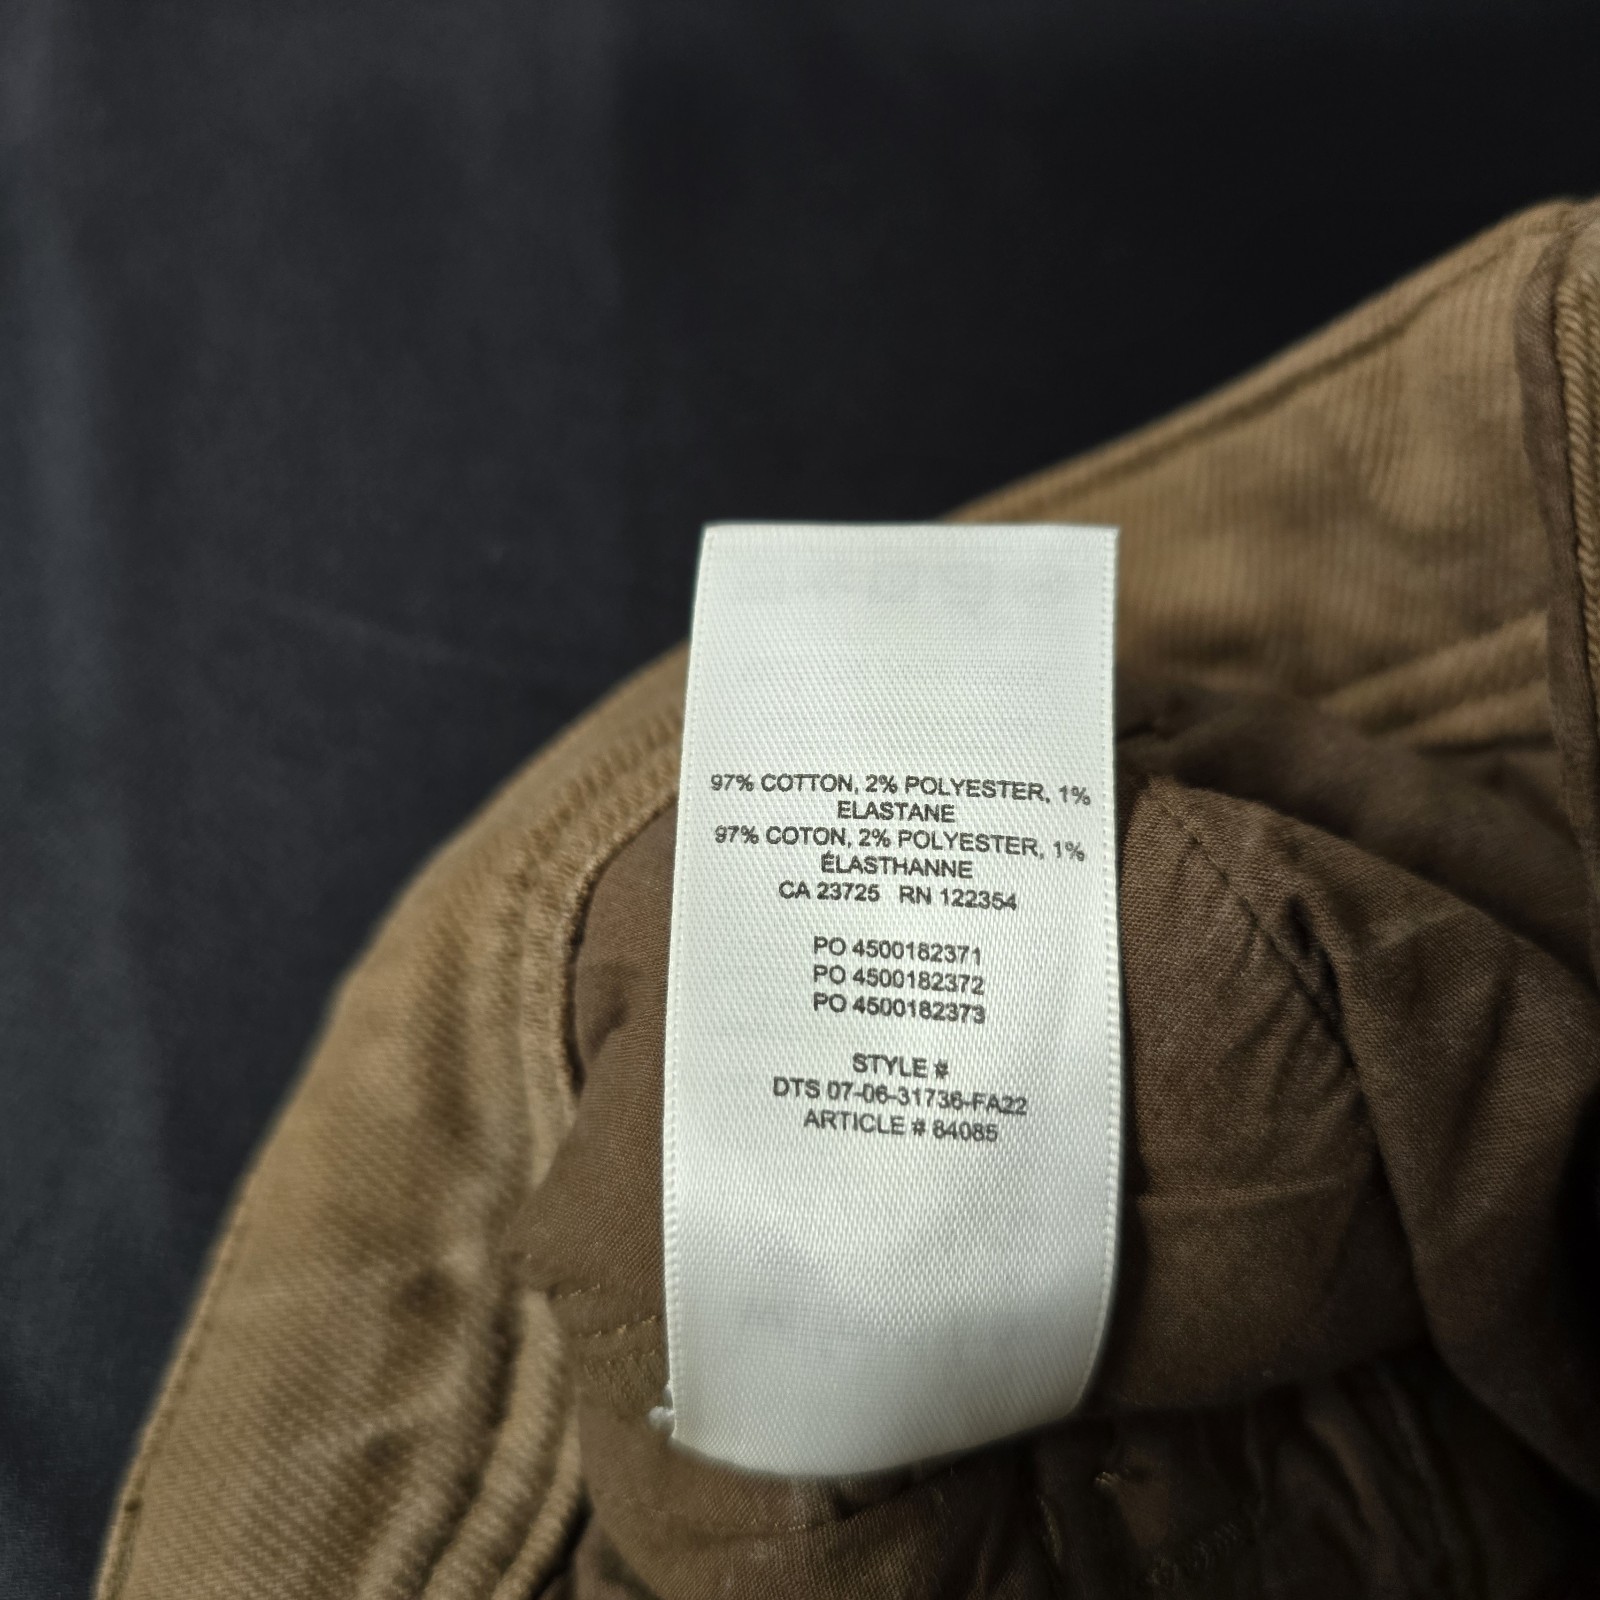 97% COTTON, 2% POLYESTER, 1%
ELASTANE
97% COTON, 2% POLYESTER, 1%
ÉLASTHANNE
CA 23725 RN 122354
PO 4500182371
PO 4500182372
PO 4500182373
STYLE #
DTS 07-06-31736-FA22
ARTICLE # 84085